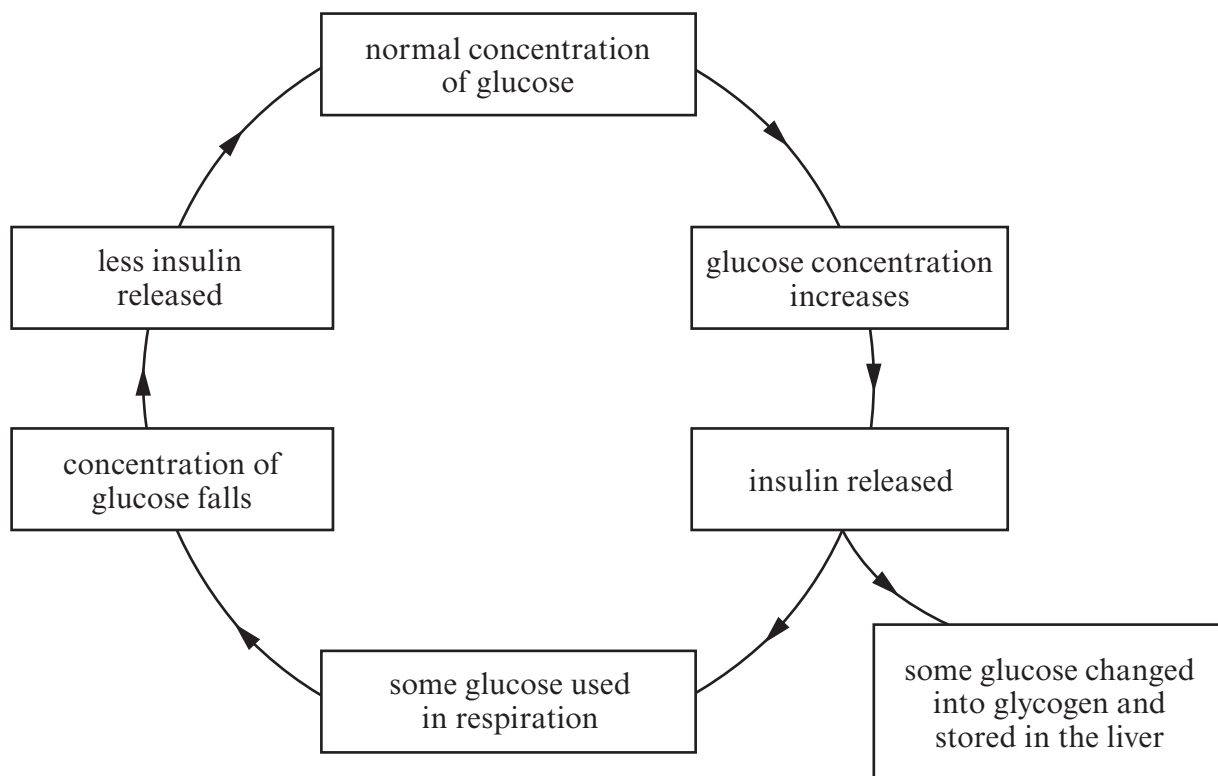 normal concentration
of glucose
glucose concentration
increases
insulin released
some glucose changed
into glycogen and
stored in the liver
some glucose used
in respiration
concentration of
glucose falls
less insulin
released